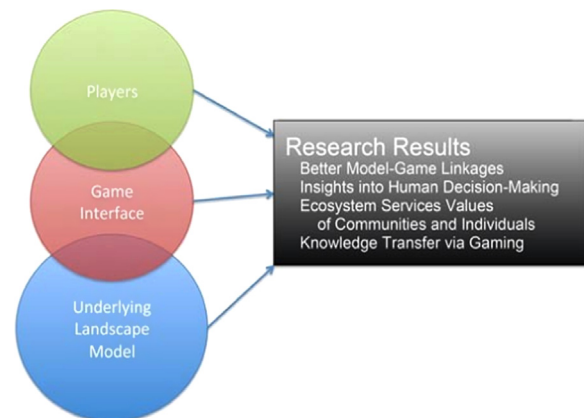 Players
Game
Interface
Underlying
Landscape
Model
Research Results
Better Model-Game Linkages
Insights into Human Decision-Making
Ecosystem Services Values
of Communities and Individuals
Knowledge Transfer via Gaming